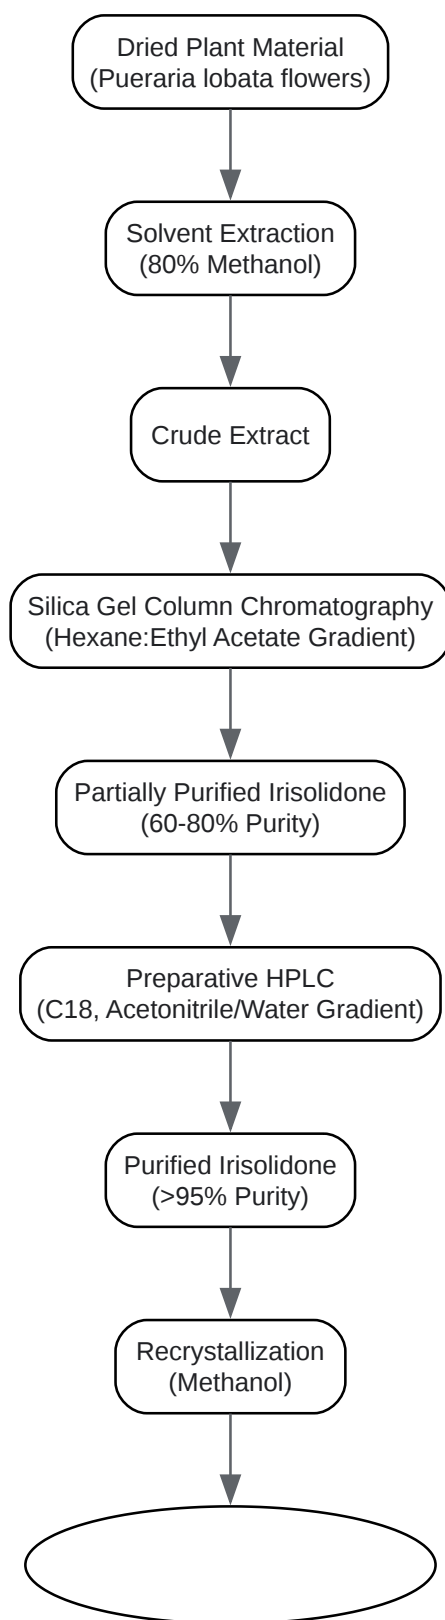 Dried Plant Material
(Pueraria lobata flowers)
Solvent Extraction
(80% Methanol)
Crude Extract
Silica Gel Column Chromatography
(Hexane:Ethyl Acetate Gradient)
Partially Purified Irisolidone
(60-80% Purity)
Preparative HPLC
(C18, Acetonitrile/Water Gradient)
Purified Irisolidone
(>95% Purity)
Recrystallization
(Methanol)